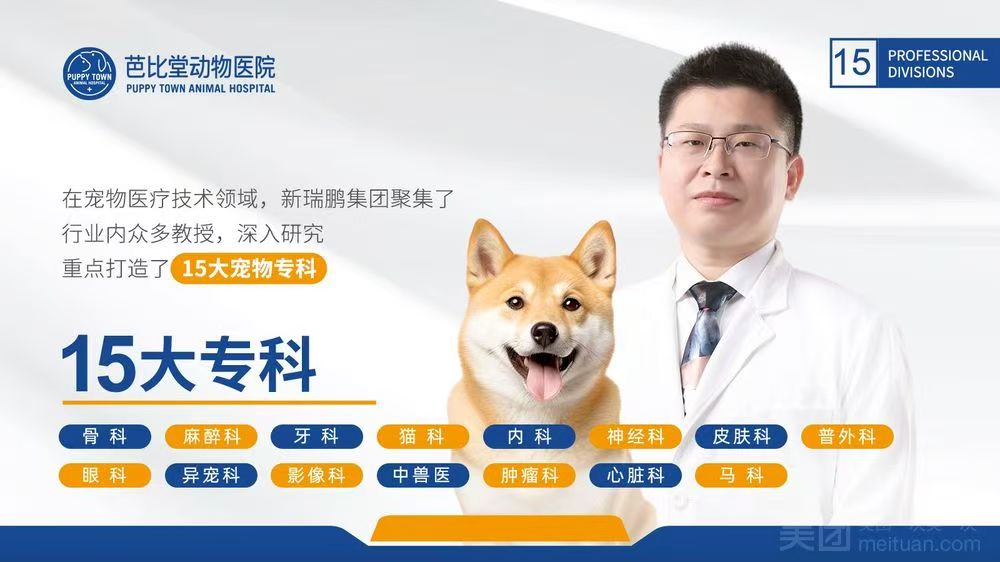 芭比堂动物医院
PUPPY TOWN ANIMAL HOSPITAL
PUPPY TOWN
ANIMAL HOSPITAL
15 PROFESSIONAL
DIVISIONS
在宠物医疗技术领域，新瑞鹏集团聚集了
行业内众多教授，深入研究
重点打造了 15大宠物专科
15大专科
骨科 麻醉科 牙科 猫科 内科 神经科 皮肤科 普外科
眼科 异宠科 影像科 中兽医 肿瘤科 心脏科 马科
美团
meituan.com